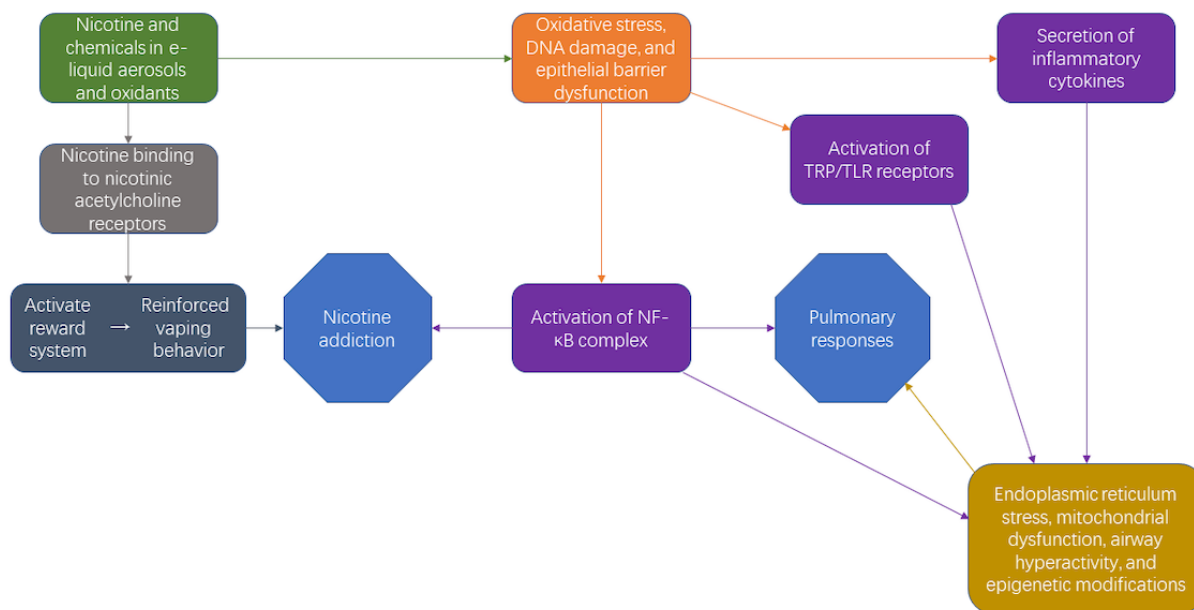 Nicotine and
chemicals in e-
liquid aerosols
and oxidants
Oxidative stress,
DNA damage, and
epithelial barrier
dysfunction
Secretion of
inflammatory
cytokines
Nicotine binding
to nicotinic
acetylcholine
receptors
Activation of
TRP/TLR receptors
Activate
reward
system
→
Reinforced
vaping
behavior
Nicotine
addiction
Activation of NF-
κB complex
Pulmonary
responses
Endoplasmic reticulum
stress, mitochondrial
dysfunction, airway
hyperactivity, and
epigenetic modifications